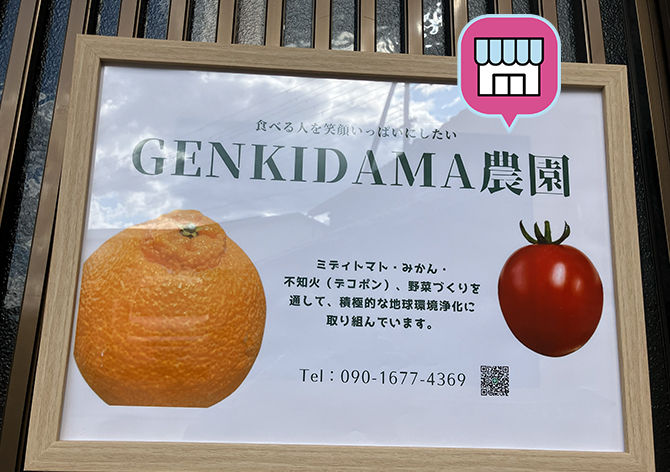 食べる人を笑顔いっぱいにしたい
GENKIDAMA農園
ミディトマト・みかん・
不知火（デコポン）、野菜づくりを
通して、積極的な地球環境浄化に
取り組んでいます。
Tel：090-1677-4369